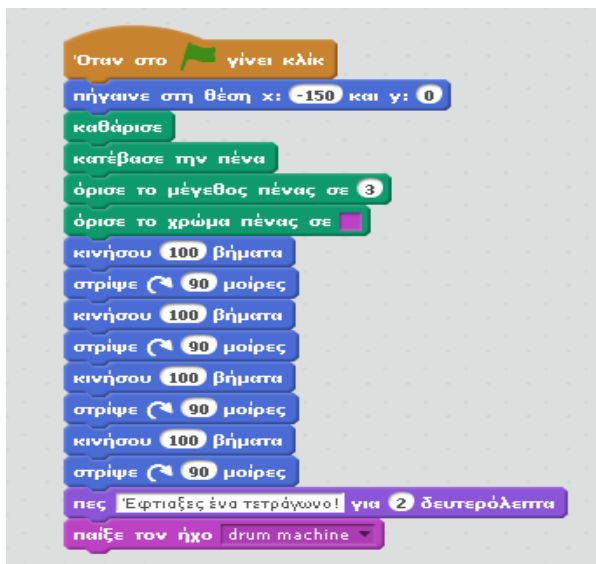 Όταν στο γίνει κλίκ
πήγαινε στη θέση x: -150 και y: 0
καθάρισε
κατέβασε την πένα
όρισε το μέγεθος πένας σε 3
όρισε το χρώμα πένας σε
κινήσου 100 βήματα
στρίψε 90 μοίρες
κινήσου 100 βήματα
στρίψε 90 μοίρες
κινήσου 100 βήματα
στρίψε 90 μοίρες
κινήσου 100 βήματα
στρίψε 90 μοίρες
πες Έφτιαξες ένα τετράγωνο! για 2 δευτερόλεπτα
παίξε τον ήχο drum machine